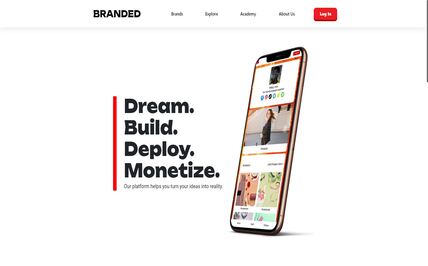 BRANDED
Brands
Explore
Academy
About Us
Log In
Dream.
Build.
Deploy.
Monetize.
Our platform helps you turn your ideas into reality.